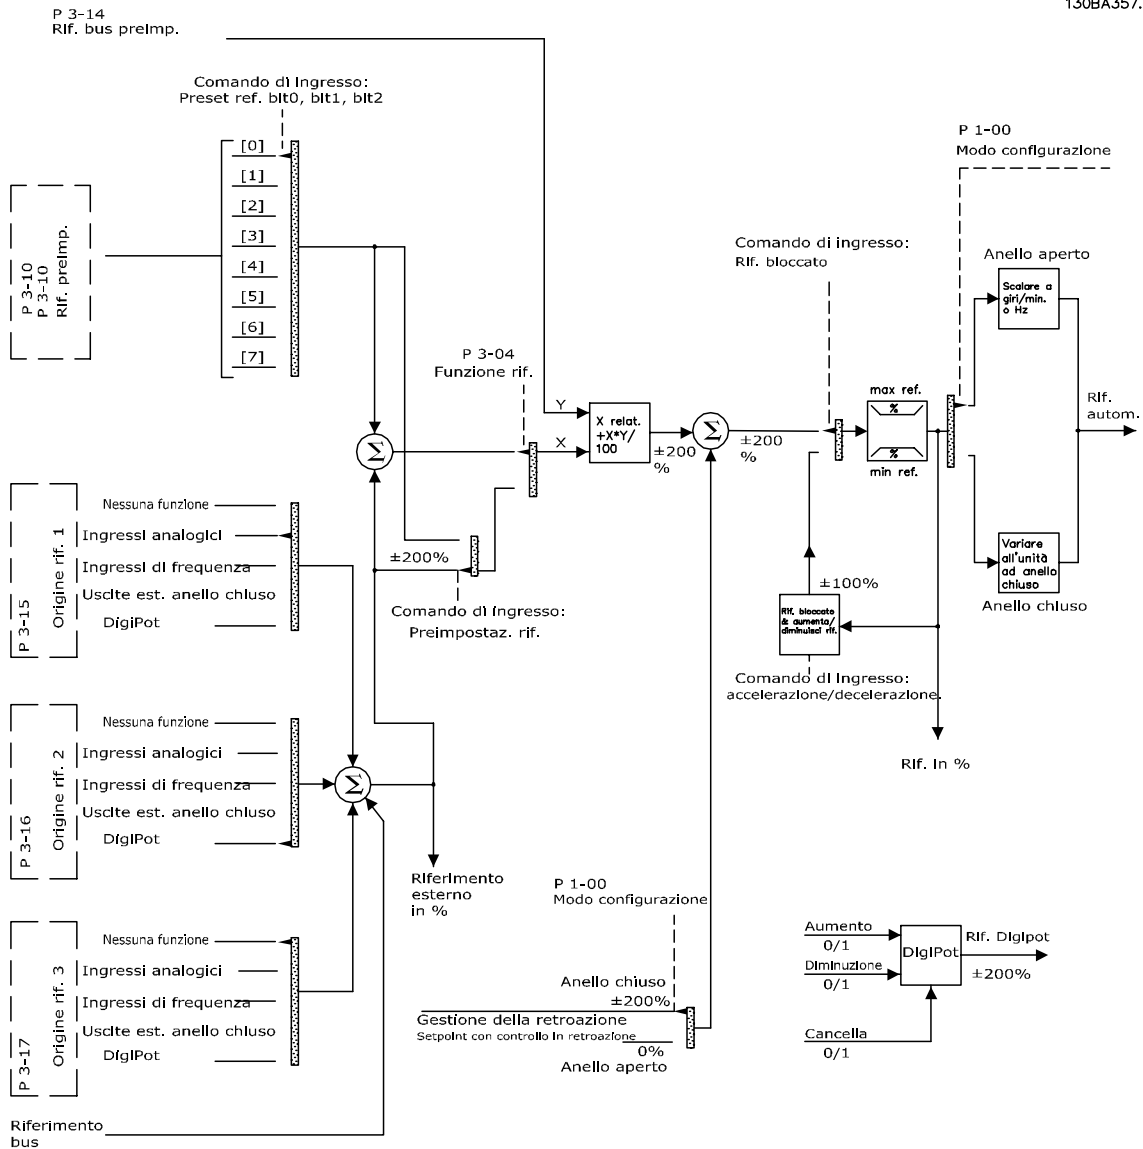 130BA357.
P 3-14
Rif. bus preimp.
Comando di ingresso:
Preset ref. bit0, bit1, bit2
[0]
[1]
[2]
[3]
[4]
[5]
[6]
[7]
P 3-10
P 3-10
Rif. preimp.
P 1-00
Modo configurazione
Comando di ingresso:
Rif. bloccato
Anello aperto
Scalare a
giri/min.
o Hz
P 3-04
Funzione rif.
Y
X
X relat.
+X*Y/
100
±200
%
Σ
±200
%
max ref.
%
%
min ref.
Rif.
autom.
Σ
P 3-15
Origine rif. 1
Nessuna funzione
Ingressi analogici
Ingressi di frequenza
Uscite est. anello chiuso
DigiPot
±200%
Comando di ingresso:
Preimpostaz. rif.
Variare
all'unità
ad anello
chiuso
Anello chiuso
±100%
Rif. bloccato
& aumenta/
diminuisci rif.
Comando di ingresso:
accelerazione/decelerazione.
Rif. in %
P 3-16
Origine rif. 2
Nessuna funzione
Ingressi analogici
Ingressi di frequenza
Uscite est. anello chiuso
DigiPot
Σ
Riferimento
esterno
in %
P 1-00
Modo configurazione
P 3-17
Origine rif. 3
Nessuna funzione
Ingressi analogici
Ingressi di frequenza
Uscite est. anello chiuso
DigiPot
Anello chiuso
±200%
Gestione della retroazione
Setpoint con controllo in retroazione
0%
Anello aperto
Aumento
0/1
Diminuzione
0/1
Cancella
0/1
DigiPot
Rif. Digipot
±200%
Riferimento
bus